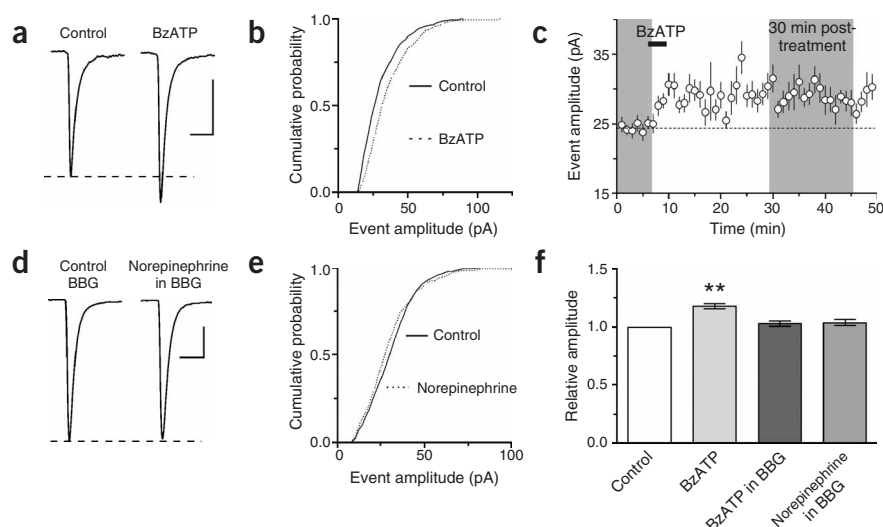 a
Control
BzATP
b
Cumulative probability
1.0
0.5
0.0
Control
BzATP
0
50
100
Event amplitude (pA)
c
Event amplitude (pA)
35
25
15
BzATP
30 min post-
treatment
0
10
20
30
40
50
Time (min)
d
Control
BBG
Norepinephrine
in BBG
e
Cumulative probability
1.0
0.5
0.0
Control
Norepinephrine
0
50
100
Event amplitude (pA)
f
Relative amplitude
1.5
1.0
0.5
0.0
**
Control
BzATP
BzATP in BBG
Norepinephrine
in BBG